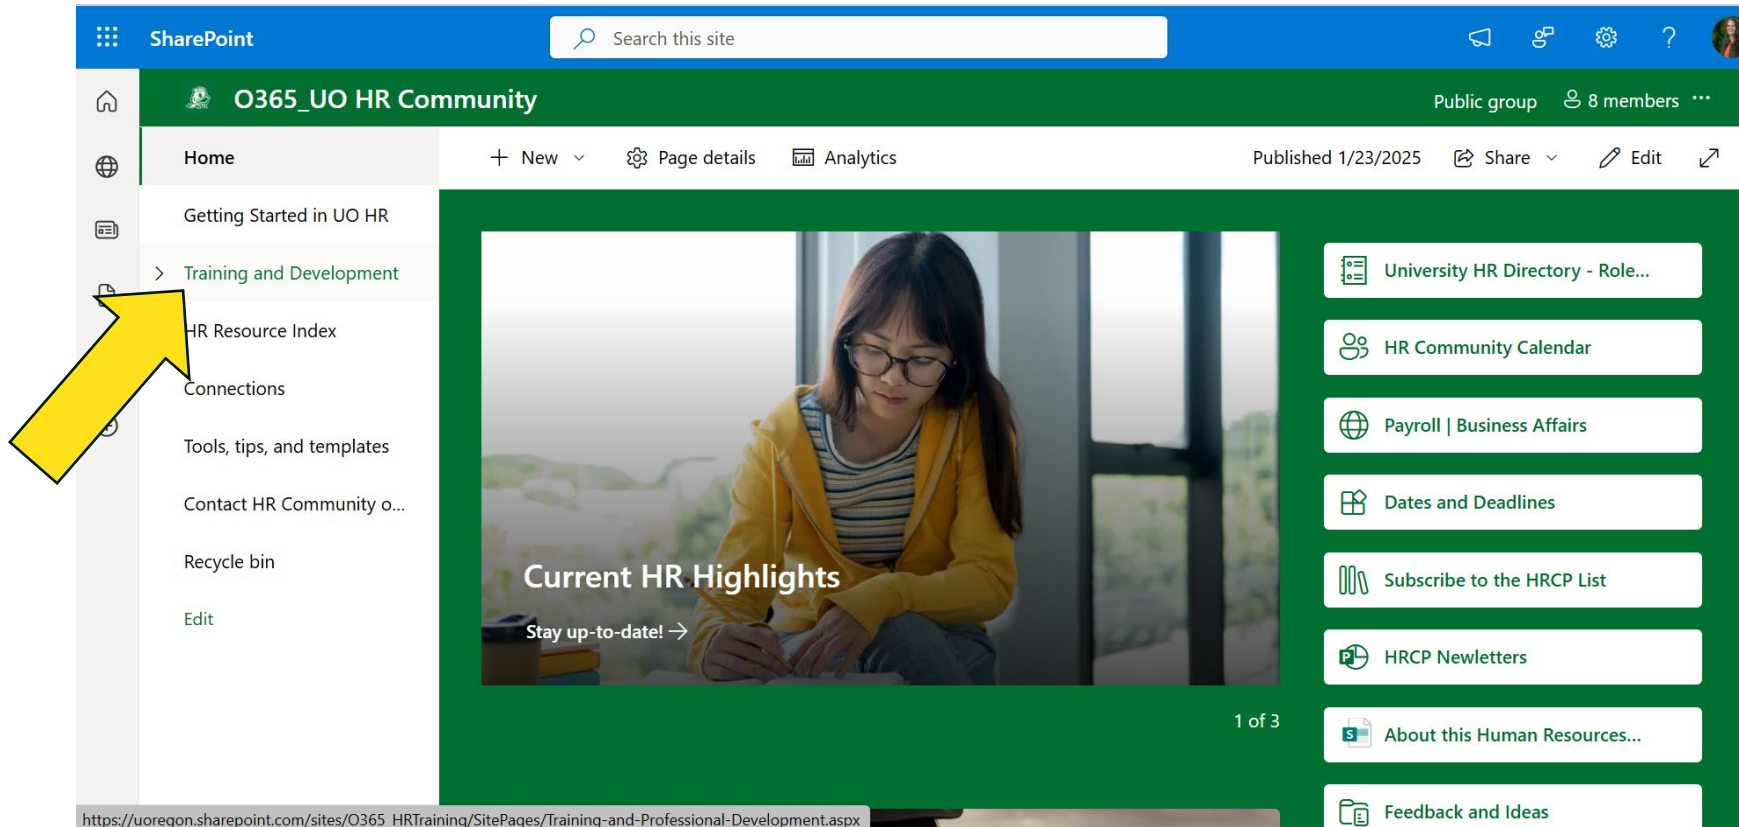 SharePoint
Search this site
?
O365_UO HR Community
Public group
8 members
Home
+ New
Page details
Analytics
Published 1/23/2025
Share
Edit
Getting Started in UO HR
Training and Development
HR Resource Index
Connections
Tools, tips, and templates
Contact HR Community o...
Recycle bin
Edit
Current HR Highlights
Stay up-to-date! →
1 of 3
University HR Directory - Role...
HR Community Calendar
Payroll | Business Affairs
Dates and Deadlines
Subscribe to the HRCP List
HRCP Newletters
About this Human Resources...
Feedback and Ideas
https://uoregon.sharepoint.com/sites/O365_HRTraining/SitePages/Training-and-Professional-Development.aspx